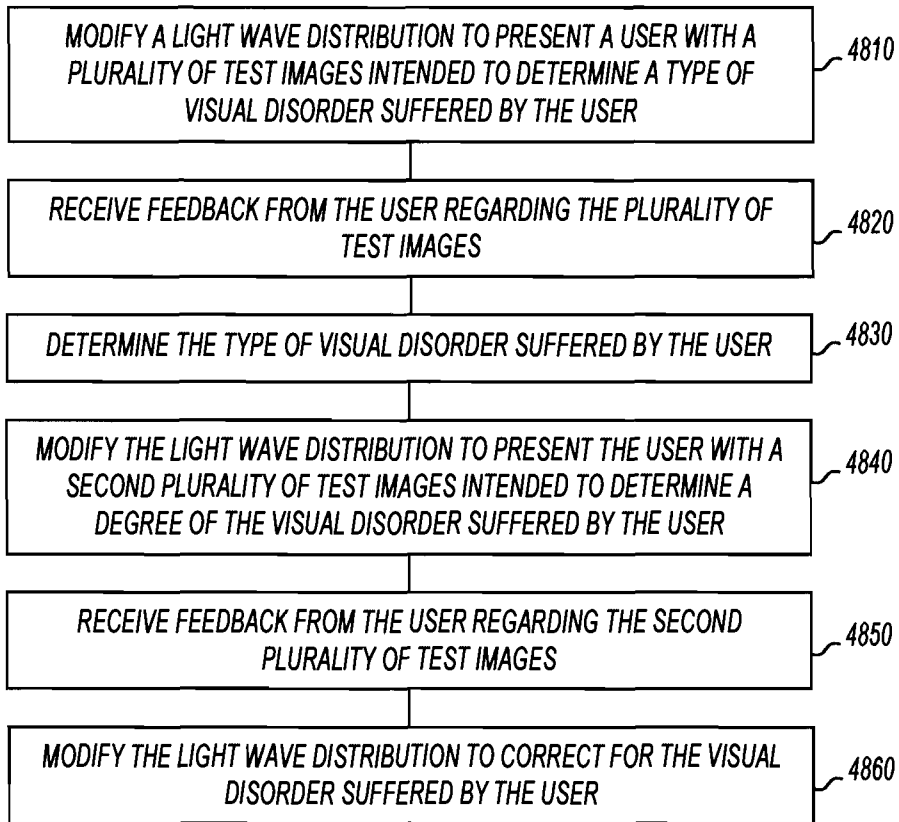 MODIFY A LIGHT WAVE DISTRIBUTION TO PRESENT A USER WITH A
PLURALITY OF TEST IMAGES INTENDED TO DETERMINE A TYPE OF
VISUAL DISORDER SUFFERED BY THE USER
4810
RECEIVE FEEDBACK FROM THE USER REGARDING THE PLURALITY OF
TEST IMAGES
4820
DETERMINE THE TYPE OF VISUAL DISORDER SUFFERED BY THE USER
4830
MODIFY THE LIGHT WAVE DISTRIBUTION TO PRESENT THE USER WITH A
SECOND PLURALITY OF TEST IMAGES INTENDED TO DETERMINE A
DEGREE OF THE VISUAL DISORDER SUFFERED BY THE USER
4840
RECEIVE FEEDBACK FROM THE USER REGARDING THE SECOND
PLURALITY OF TEST IMAGES
4850
MODIFY THE LIGHT WAVE DISTRIBUTION TO CORRECT FOR THE VISUAL
DISORDER SUFFERED BY THE USER
4860